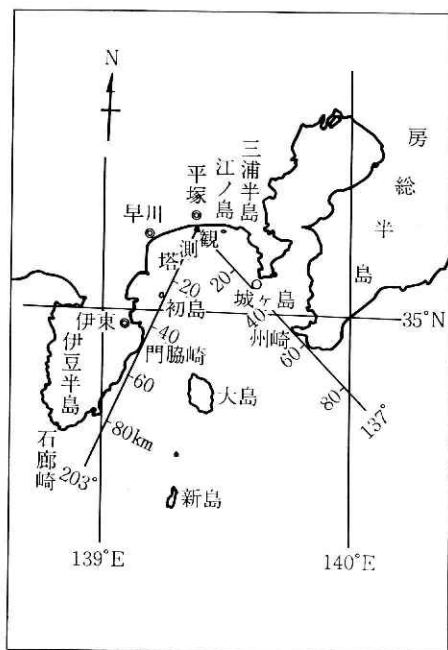 N
房総半島
三浦半島
江ノ島
平塚
早川
観測塔
20
20
城ヶ島
初島
40
40
35°N
伊東
州崎
伊豆半島
門脇崎
60
60
大島
80
137°
石廊崎
80km
203°
新島
139°E
140°E